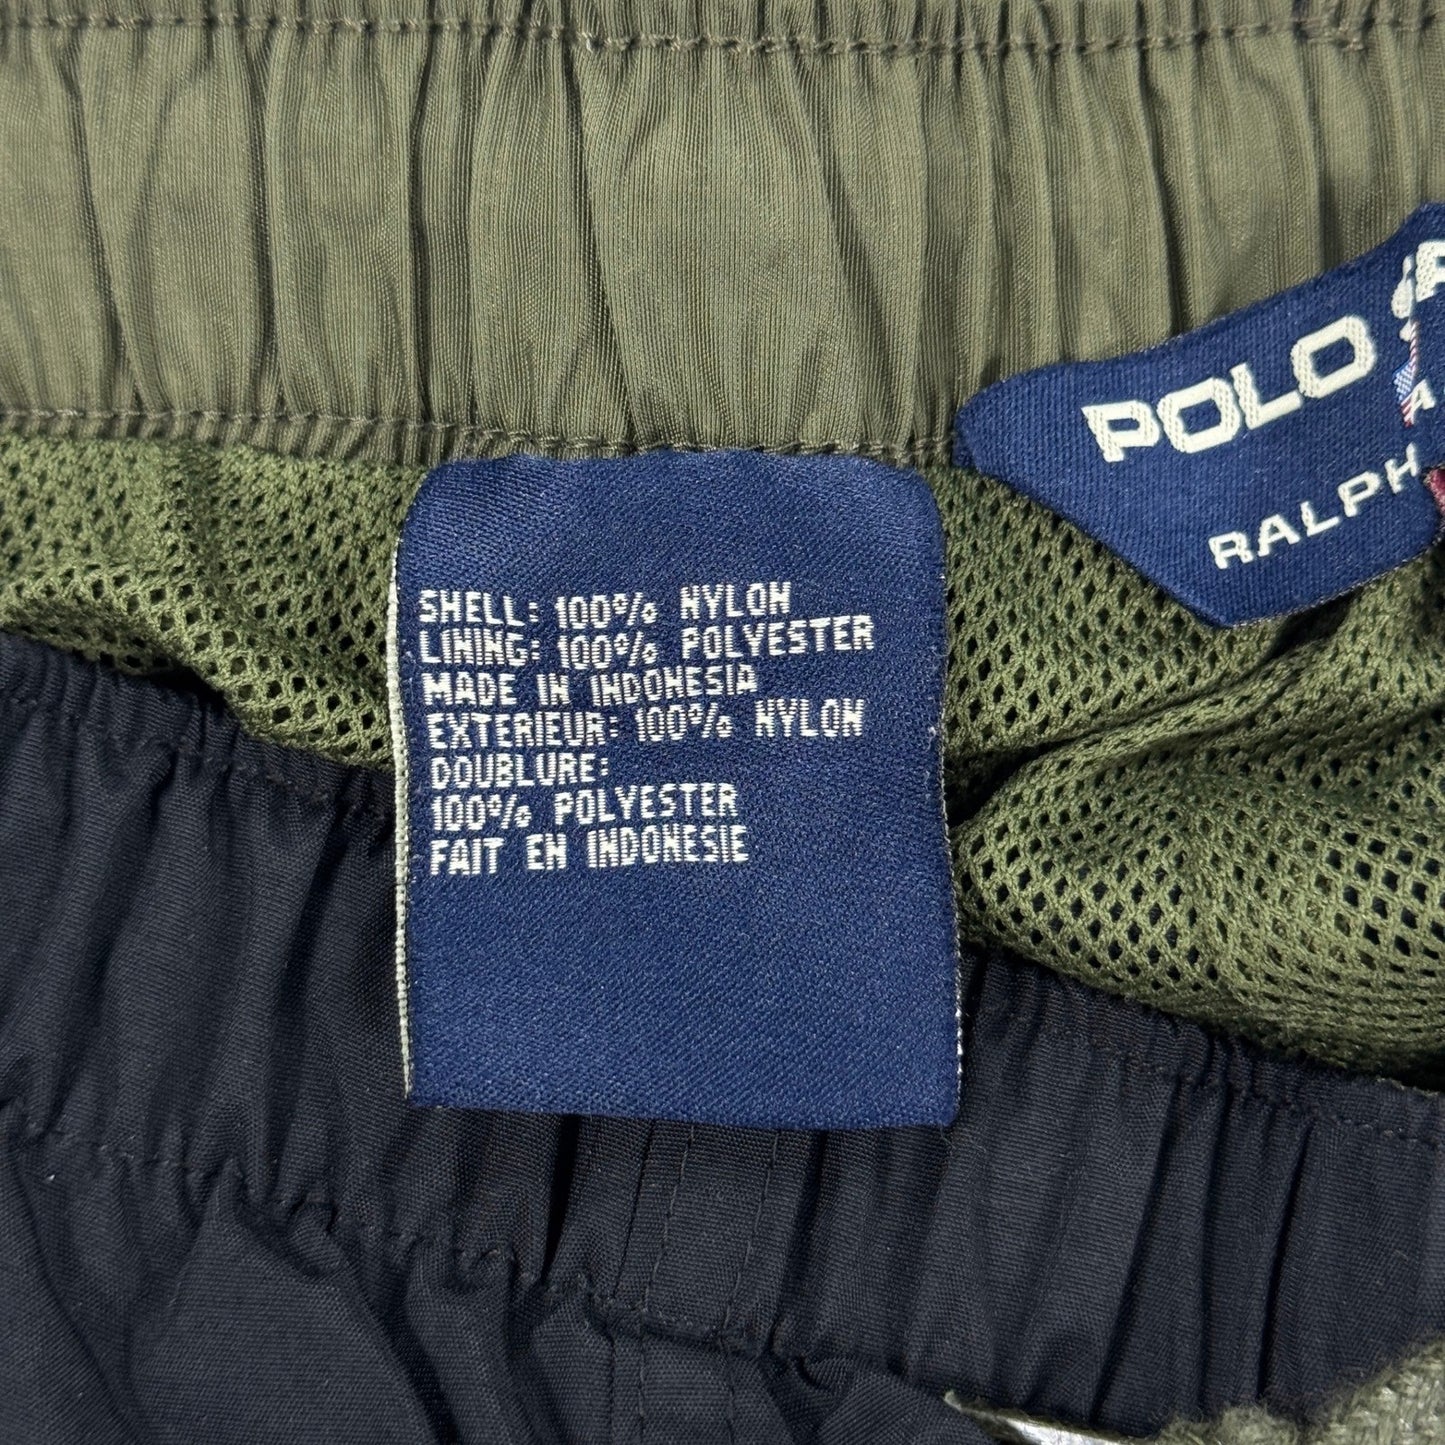 POLO
RALPH
SHELL: 100% NYLON
LINING: 100% POLYESTER
MADE IN INDONESIA
EXTERIEUR: 100% NYLON
DOUBLURE:
100% POLYESTER
FAIT EN INDONESIE